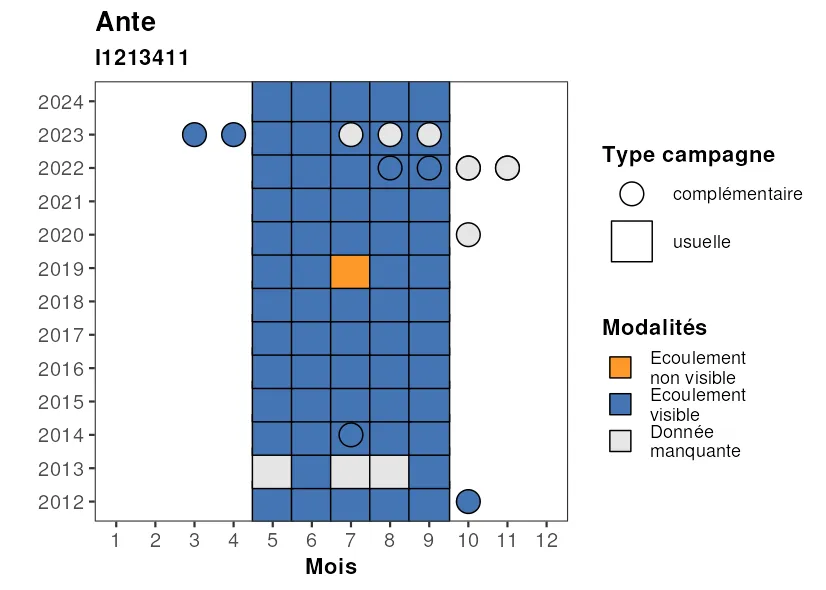 Ante
I1213411
2024
2023
2022
2021
2020
2019
2018
2017
2016
2015
2014
2013
2012
1 2 3 4 5 6 7 8 9 10 11 12
Mois
Type campagne
complémentaire
usuelle
Modalités
Ecoulement
non visible
Ecoulement
visible
Donnée
manquante